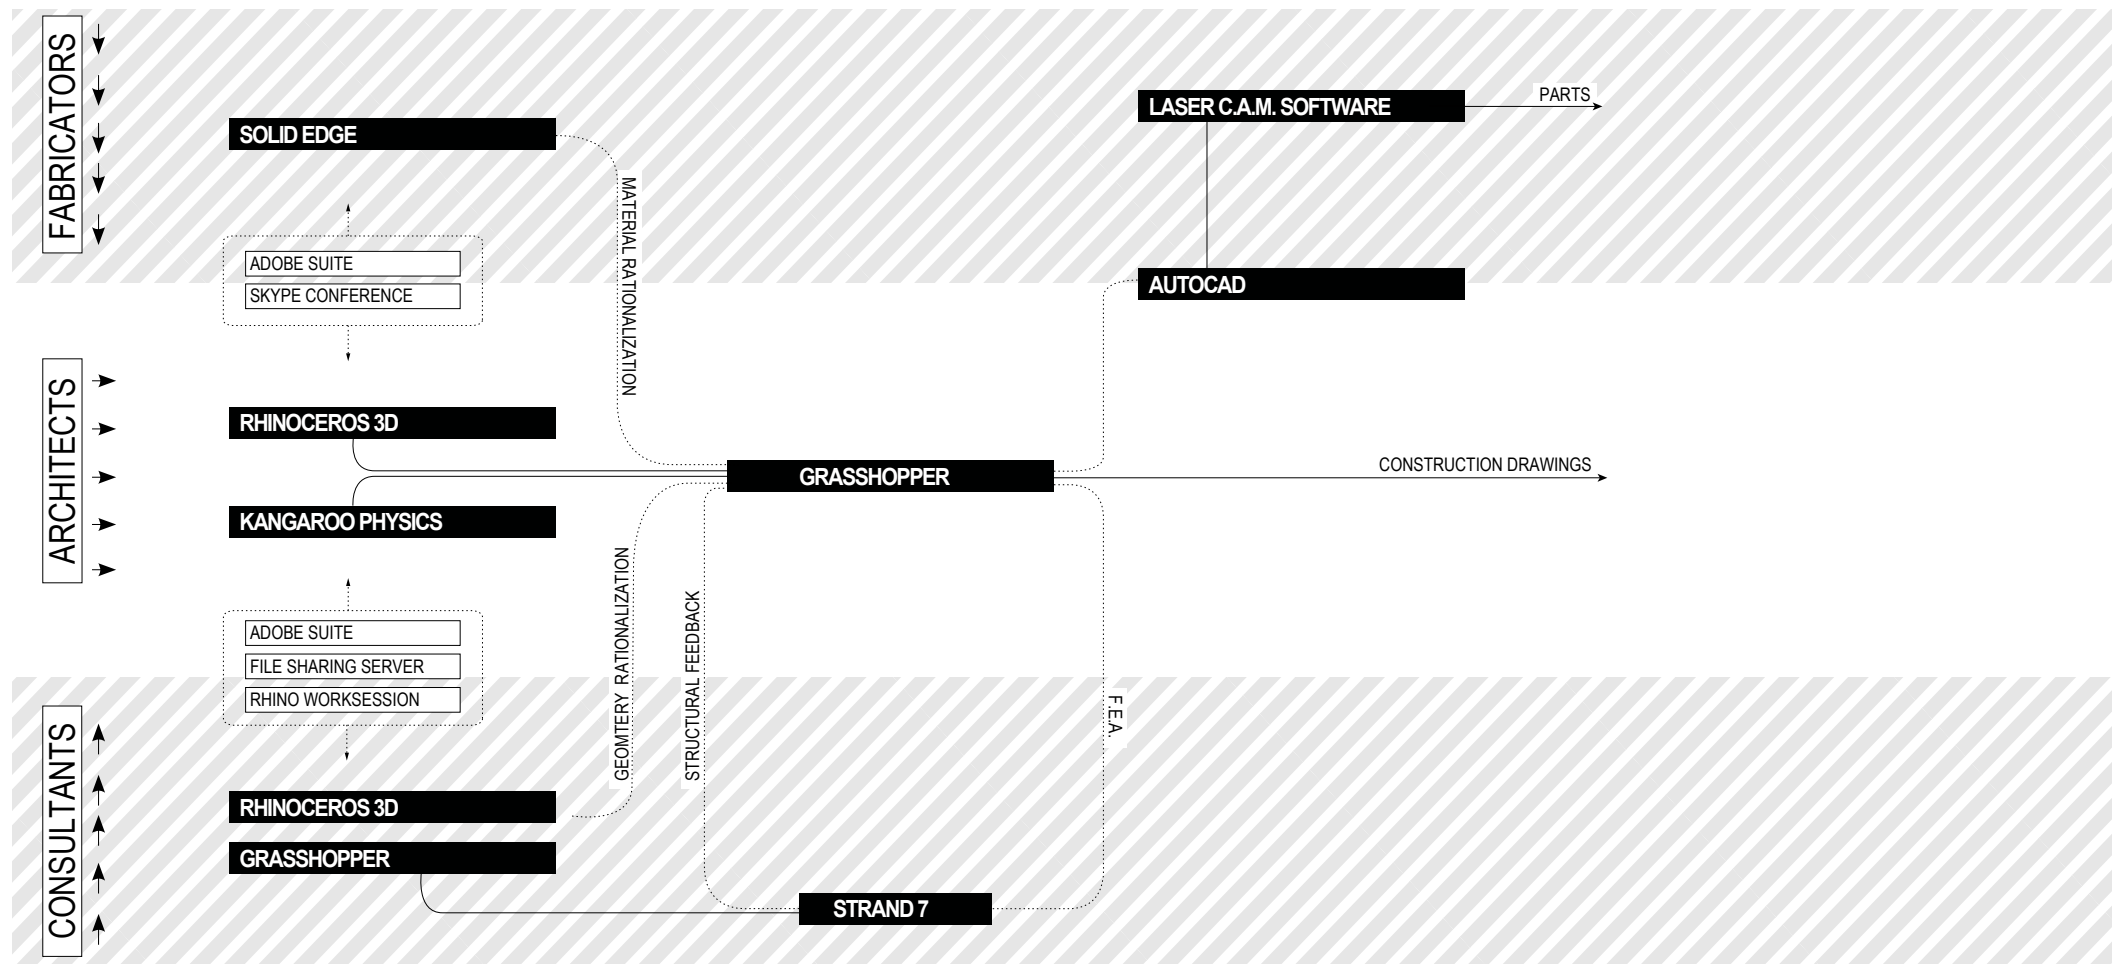 FABRICATORS
SOLID EDGE
LASER C.A.M. SOFTWARE
PARTS
MATERIAL RATIONALIZATION
ADOBE SUITE
SKYPE CONFERENCE
AUTOCAD
ARCHITECTS
RHINOCEROS 3D
GRASSHOPPER
CONSTRUCTION DRAWINGS
KANGAROO PHYSICS
GEOMTERY RATIONALIZATION
STRUCTURAL FEEDBACK
ADOBE SUITE
FILE SHARING SERVER
RHINO WORKSESSION
F.E.A.
CONSULTANTS
RHINOCEROS 3D
GRASSHOPPER
STRAND 7